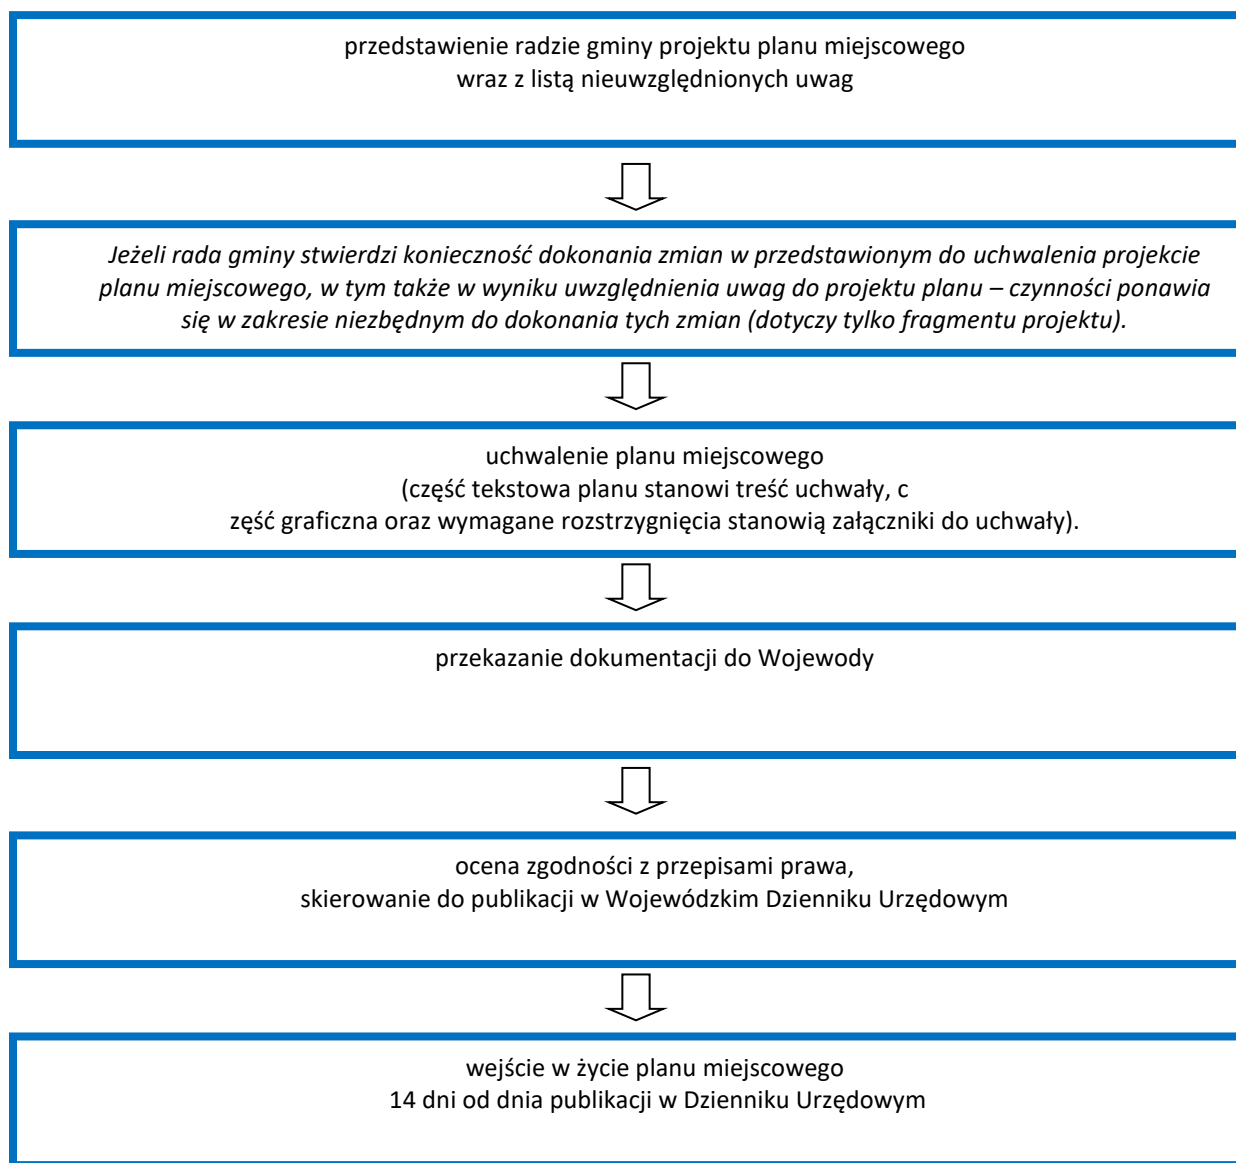 przedstawienie radzie gminy projektu planu miejscowego
wraz z listą nieuwzględnionych uwag
Jeżeli rada gminy stwierdzi konieczność dokonania zmian w przedstawionym do uchwalenia projekcie
planu miejscowego, w tym także w wyniku uwzględnienia uwag do projektu planu – czynności ponawia
się w zakresie niezbędnym do dokonania tych zmian (dotyczy tylko fragmentu projektu).
uchwalenie planu miejscowego
(część tekstowa planu stanowi treść uchwały, c
zęść graficzna oraz wymagane rozstrzygnięcia stanowią załączniki do uchwały).
przekazanie dokumentacji do Wojewody
ocena zgodności z przepisami prawa,
skierowanie do publikacji w Wojewódzkim Dzienniku Urzędowym
wejście w życie planu miejscowego
14 dni od dnia publikacji w Dzienniku Urzędowym